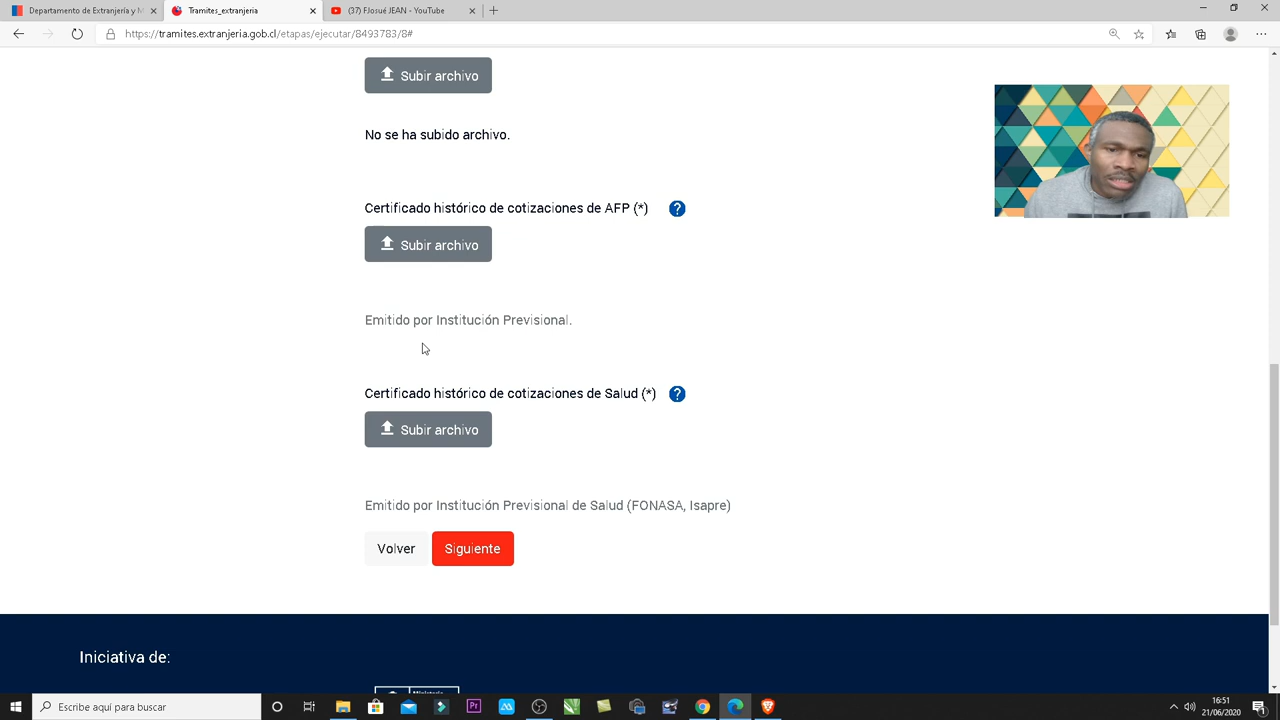 Departamento de Extranjería y M
Tramites_extranjeria
(37) FJosué JEAN - YouTube
https://tramites.extranjeria.gob.cl/etapas/ejecutar/8493783/8#
Subir archivo
No se ha subido archivo.
Certificado histórico de cotizaciones de AFP (*) ?
Subir archivo
Emitido por Institución Previsional.
Certificado histórico de cotizaciones de Salud (*) ?
Subir archivo
Emitido por Institución Previsional de Salud (FONASA, Isapre)
Volver Siguiente
Iniciativa de:
Escribe aquí para buscar
Pr
16:51
21/06/2020